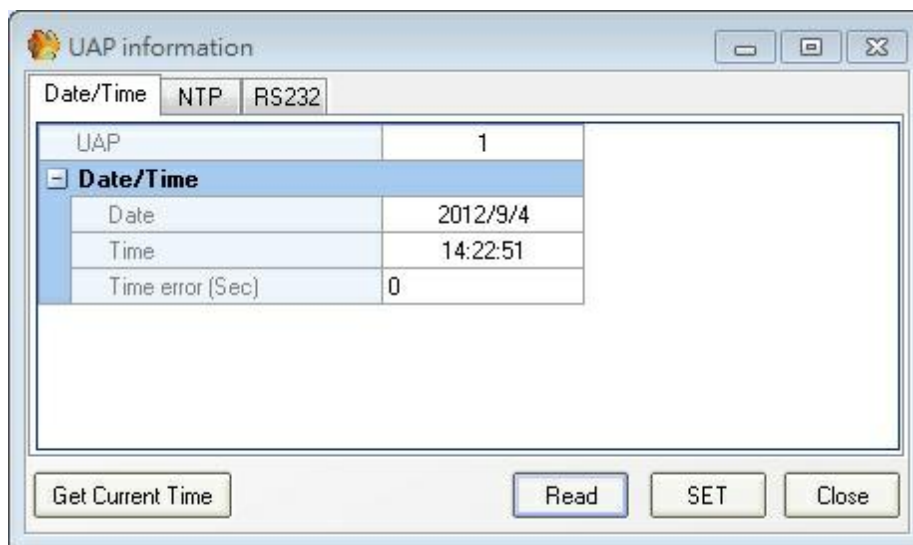 UAP information
Date/Time NTP RS232
UAP 1
Date/Time
Date 2012/9/4
Time 14:22:51
Time error (Sec) 0
Get Current Time Read SET Close